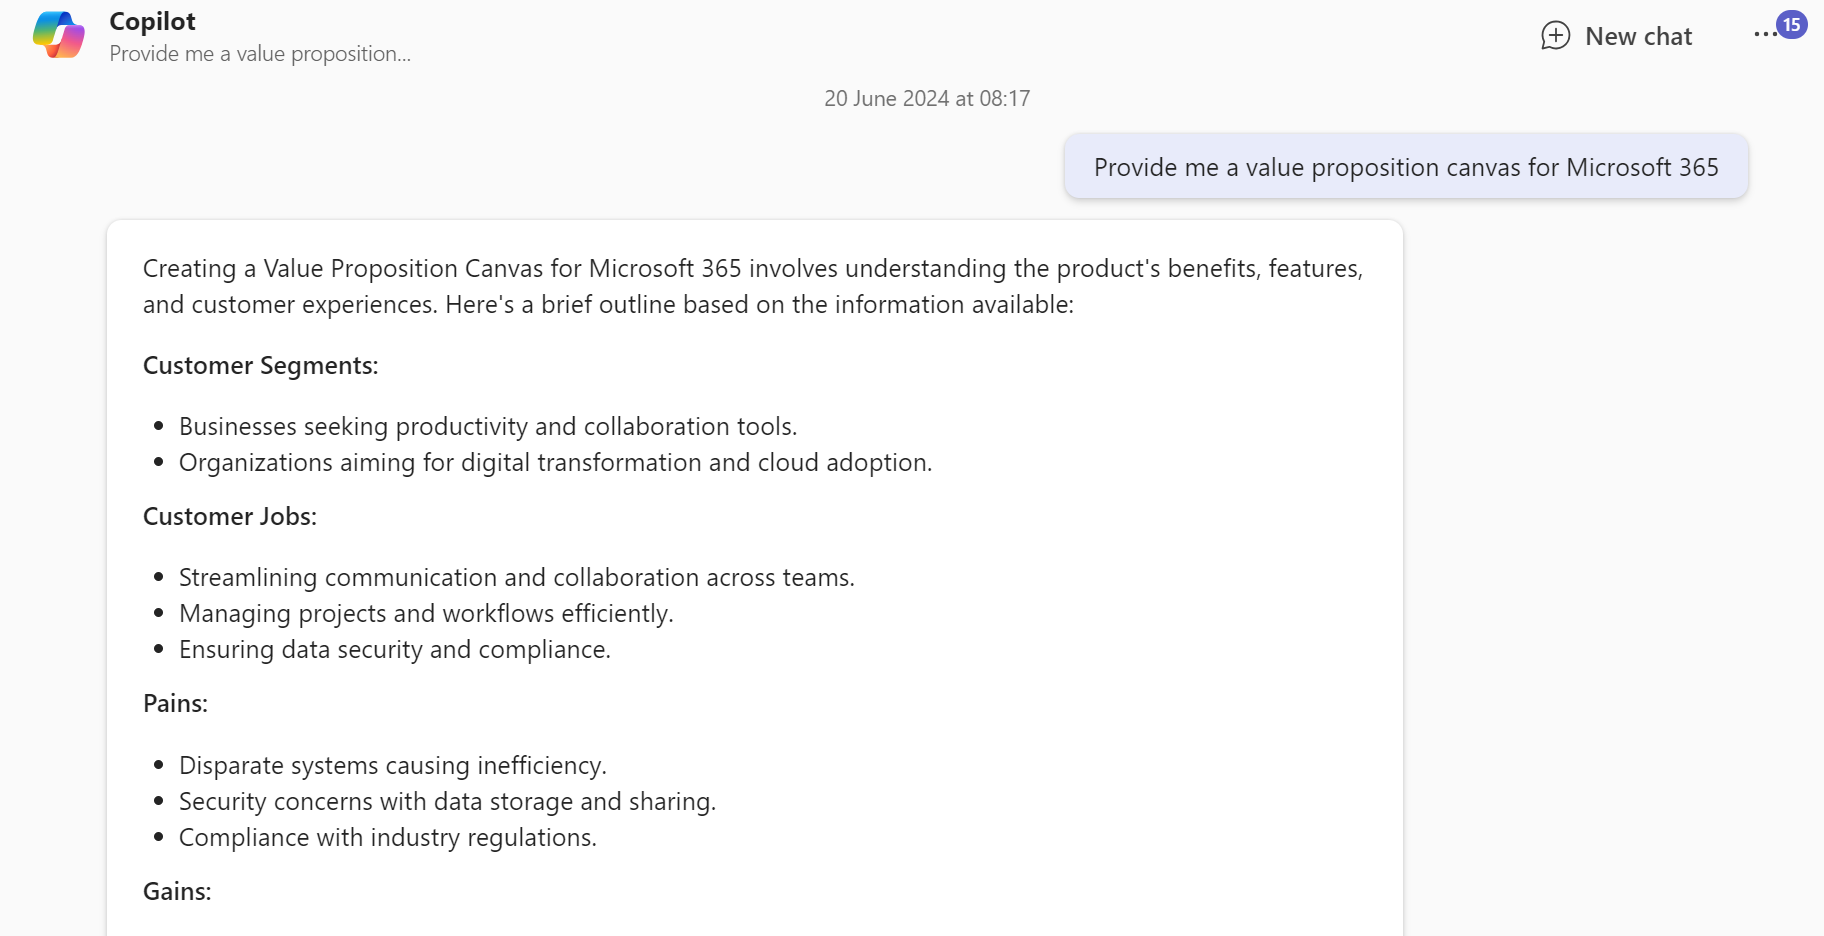 Copilot
Provide me a value proposition...
New chat
15
20 June 2024 at 08:17
Provide me a value proposition canvas for Microsoft 365
Creating a Value Proposition Canvas for Microsoft 365 involves understanding the product's benefits, features,
and customer experiences. Here's a brief outline based on the information available:
Customer Segments:
• Businesses seeking productivity and collaboration tools.
• Organizations aiming for digital transformation and cloud adoption.
Customer Jobs:
• Streamlining communication and collaboration across teams.
• Managing projects and workflows efficiently.
• Ensuring data security and compliance.
Pains:
• Disparate systems causing inefficiency.
• Security concerns with data storage and sharing.
• Compliance with industry regulations.
Gains: